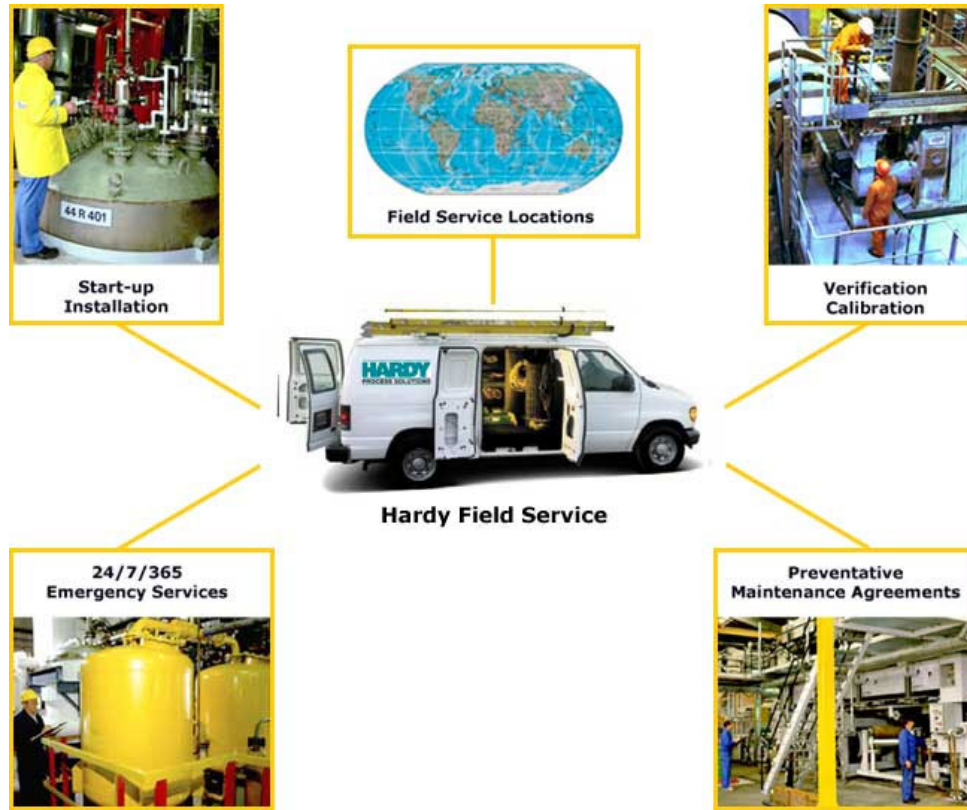 44 R 401
Start-up
Installation
Field Service Locations
Verification
Calibration
HARDY
PROCESS SOLUTIONS
Hardy Field Service
24/7/365
Emergency Services
Preventative
Maintenance Agreements